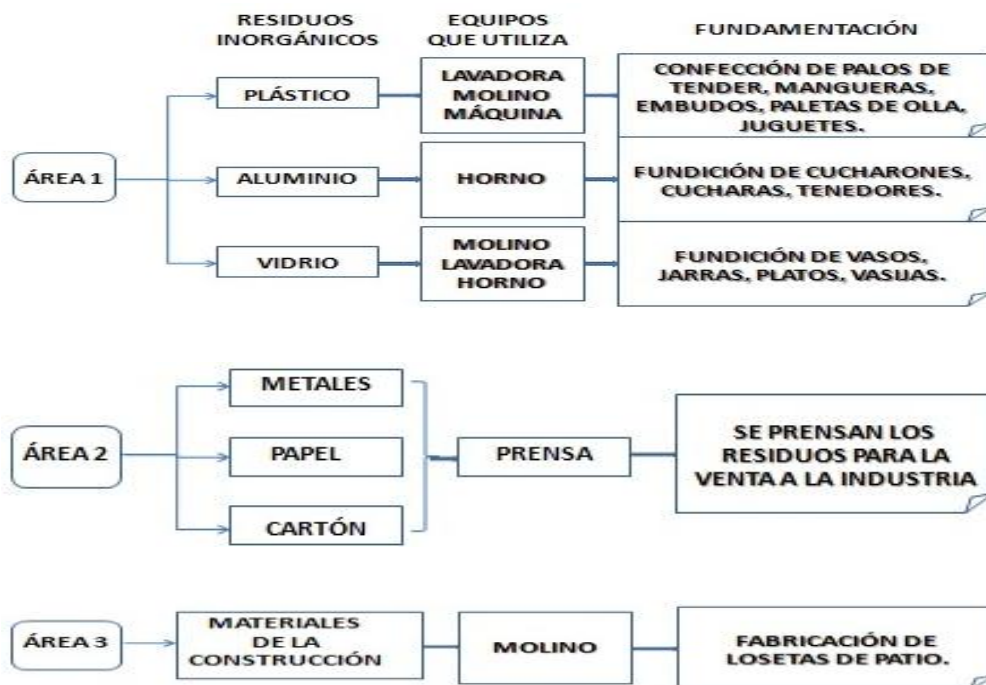 RESIDUOS
INORGÁNICOS
EQUIPOS
QUE UTILIZA
FUNDAMENTACIÓN
ÁREA 1
PLÁSTICO
LAVADORA
MOLINO
MÁQUINA
CONFECCIÓN DE PALOS DE
TENDER, MANGUERAS,
EMBUDOS, PALETAS DE OLLA,
JUGUETES.
ALUMINIO
HORNO
FUNDICIÓN DE CUCHARONES,
CUCHARAS, TENEDORES.
VIDRIO
MOLINO
LAVADORA
HORNO
FUNDICIÓN DE VASOS,
JARRAS, PLATOS, VASIJAS.
ÁREA 2
METALES
PAPEL
CARTÓN
PRENSA
SE PRENSAN LOS
RESIDUOS PARA LA
VENTA A LA INDUSTRIA
ÁREA 3
MATERIALES
DE LA
CONSTRUCCIÓN
MOLINO
FABRICACIÓN DE
LOSETAS DE PATIO.